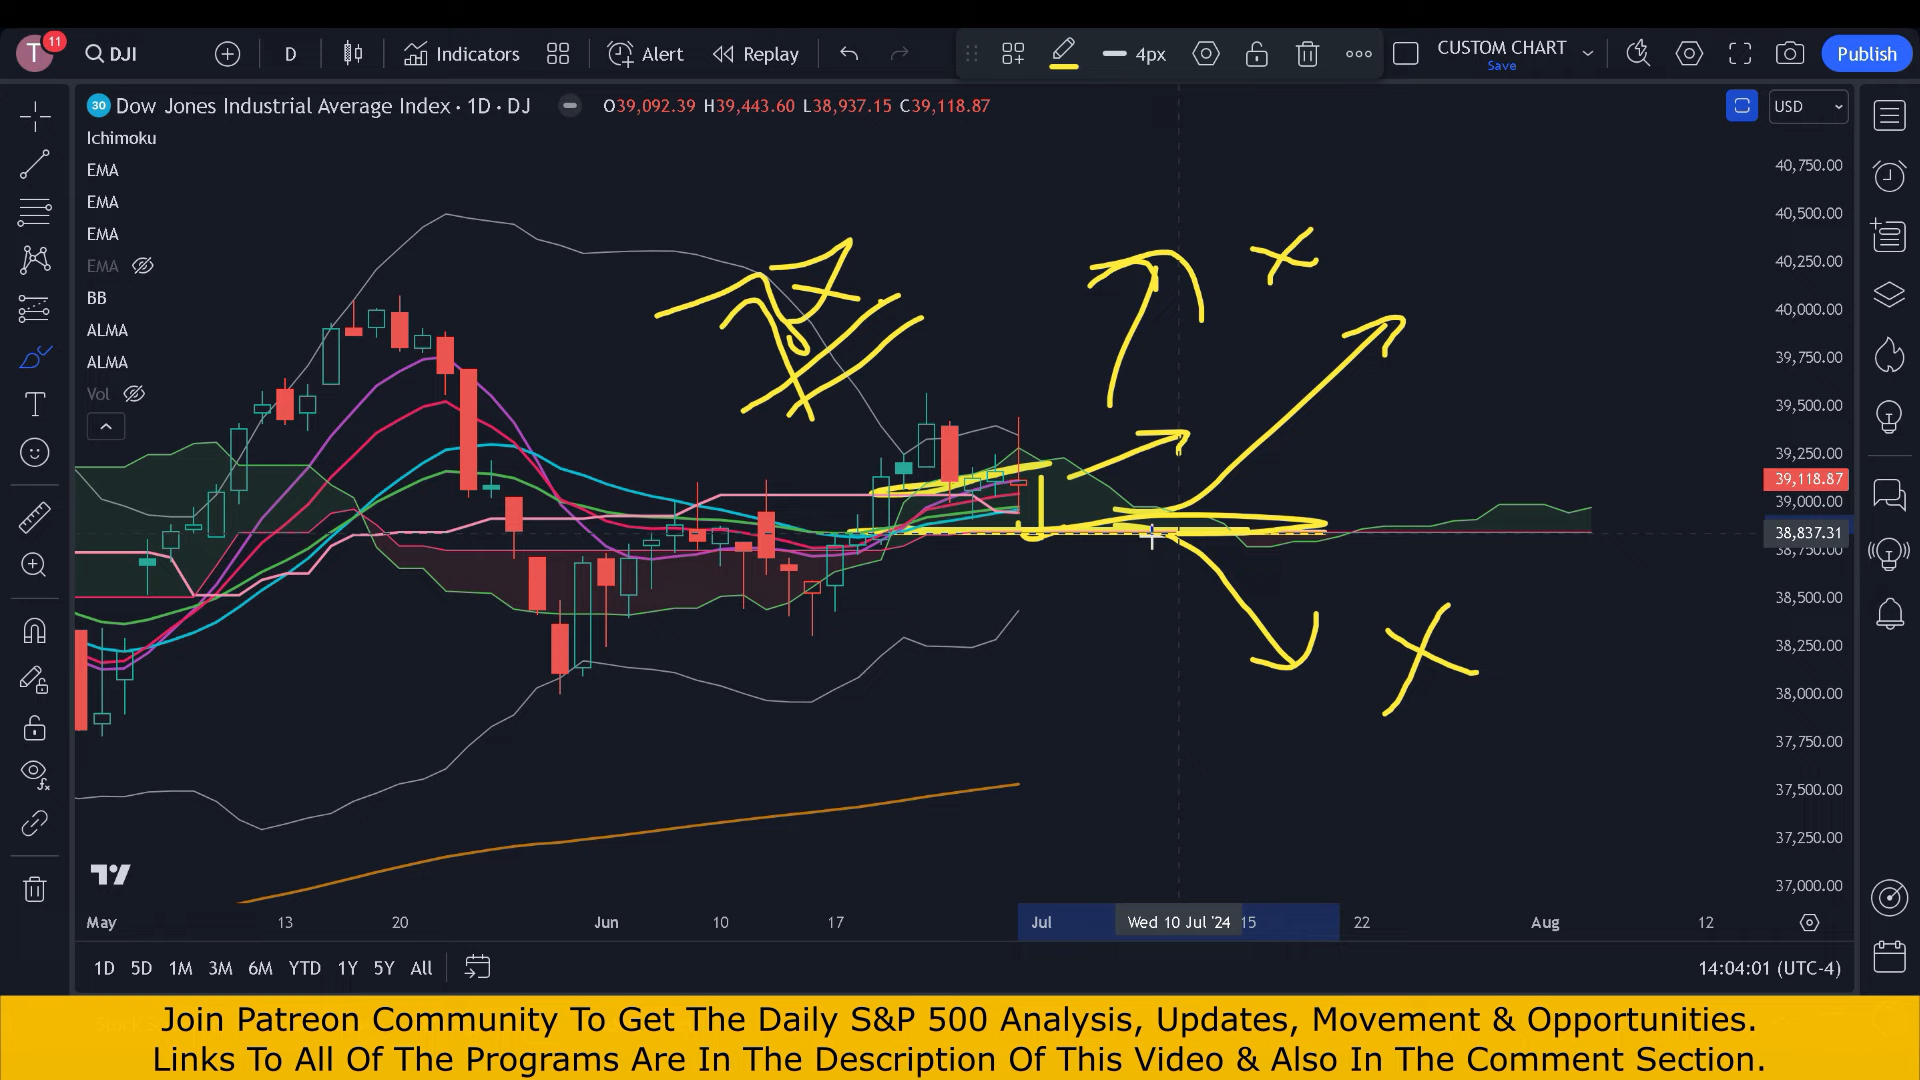 T 11 DJI D Indicators Alert Replay 4px CUSTOM CHART Save Publish
30 Dow Jones Industrial Average Index · 1D · DJ O39,092.39 H39,443.60 L38,937.15 C39,118.87 USD
Ichimoku
EMA
EMA
EMA
EMA
BB
ALMA
ALMA
Vol
40,750.00
40,500.00
40,250.00
40,000.00
39,750.00
39,500.00
39,250.00
39,118.87
39,000.00
38,837.31
38,750.00
38,500.00
38,250.00
38,000.00
37,750.00
37,500.00
37,250.00
37,000.00
May 13 20 Jun 10 17 Jul Wed 10 Jul '24 15 22 Aug 12
1D 5D 1M 3M 6M YTD 1Y 5Y All 14:04:01 (UTC-4)
Join Patreon Community To Get The Daily S&P 500 Analysis, Updates, Movement & Opportunities.
Links To All Of The Programs Are In The Description Of This Video & Also In The Comment Section.